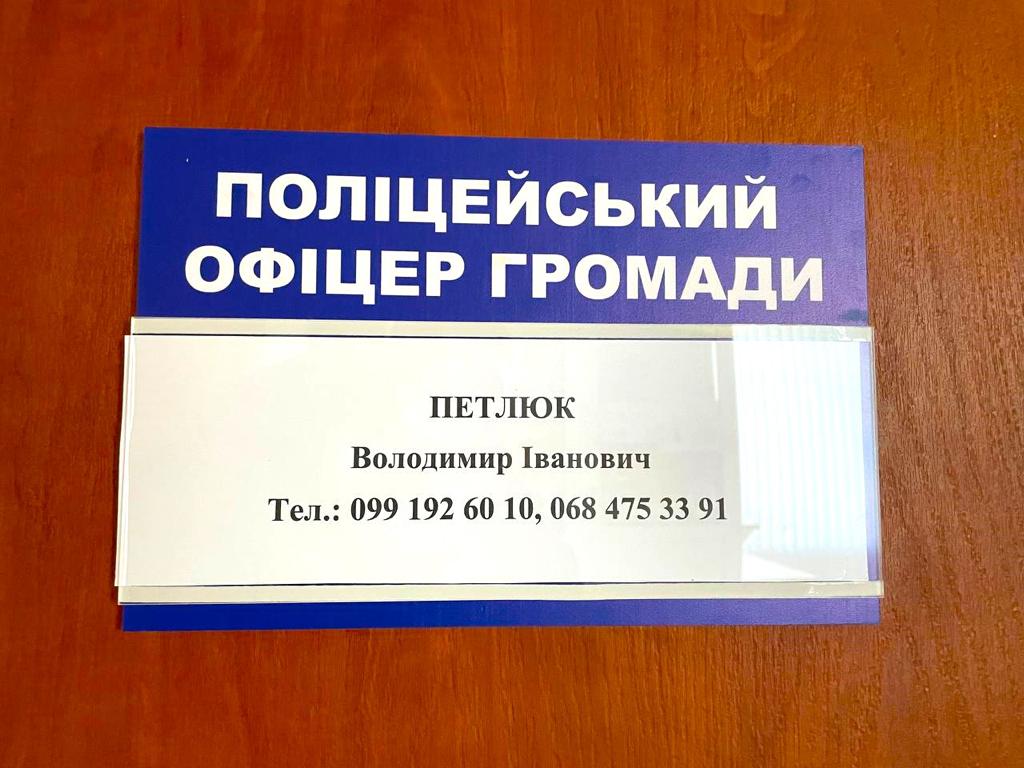 ПОЛІЦЕЙСЬКИЙ
ОФІЦЕР ГРОМАДИ
ПЕТЛЮК
Володимир Іванович
Тел.: 099 192 60 10, 068 475 33 91